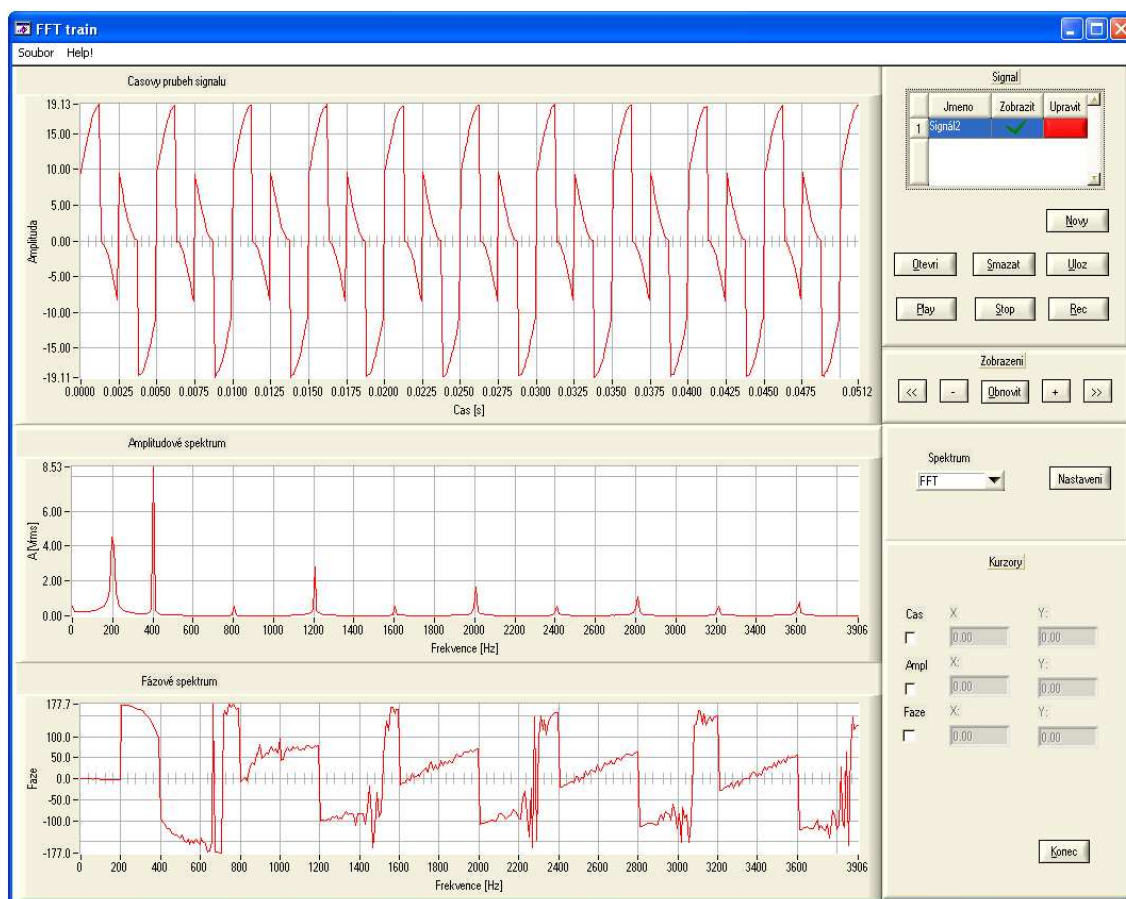 FFT train
Soubor Help!
Casovy prubeh signalu
Amplituda
19.13
15.00
10.00
5.00
0.00
-5.00
-10.00
-15.00
-19.11
0.0000 0.0025 0.0050 0.0075 0.0100 0.0125 0.0150 0.0175 0.0200 0.0225 0.0250 0.0275 0.0300 0.0325 0.0350 0.0375 0.0400 0.0425 0.0450 0.0475 0.0512
Cas [s]
Amplitudové spektrum
A [Vrms]
8.53
6.00
4.00
2.00
0.00
0 200 400 600 800 1000 1200 1400 1600 1800 2000 2200 2400 2600 2800 3000 3200 3400 3600 3906
Frekvence [Hz]
Fázové spektrum
Faze
177.7
100.0
50.0
0.0
-50.0
-100.0
-177.0
0 200 400 600 800 1000 1200 1400 1600 1800 2000 2200 2400 2600 2800 3000 3200 3400 3600 3906
Frekvence [Hz]
Signal
Jmeno Zobrazit Upravit
1 Signál2
Novy
Otevri Smazat Uloz
Play Stop Rec
Zobrazeni
<< - Obnovit + >>
Spektrum
FFT
Nastaveni
Kurzory
Cas X: Y:
0.00 0.00
Ampl X: Y:
0.00 0.00
Faze X: Y:
0.00 0.00
Konec